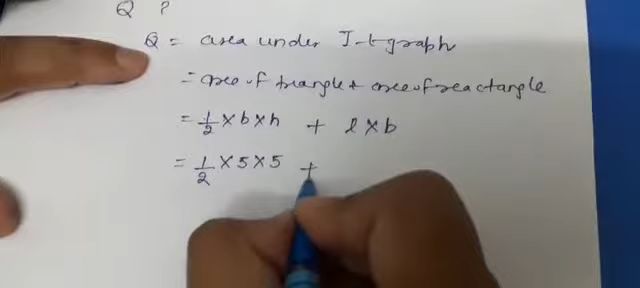 Q ?
Q = area under I-t graph
= area of triangle + area of reactangle
= 1/2 × b × h + l × b
= 1/2 × 5 × 5 +